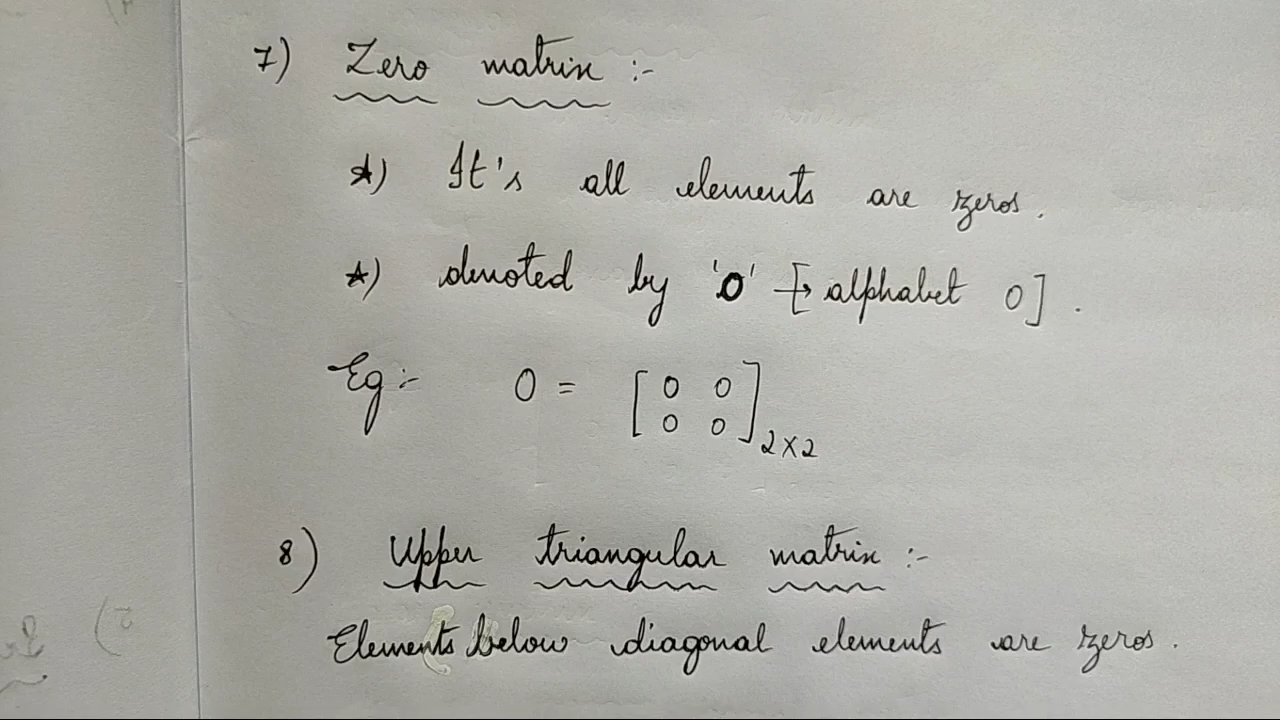 7) Zero matrix :-
*) It's all elements are zeros.
*) denoted by 'O' [→ alphabet O].
Eg:- O = [0 0
0 0]2×2
8) Upper triangular matrix :-
Elements below diagonal elements are zeros.